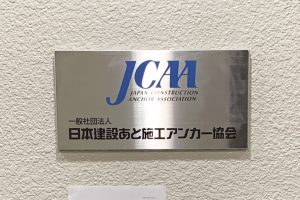 JCAA
JAPAN CONSTRUCTION
ANCHOR ASSOCIATION
一般社団法人
日本建設あと施工アンカー協会